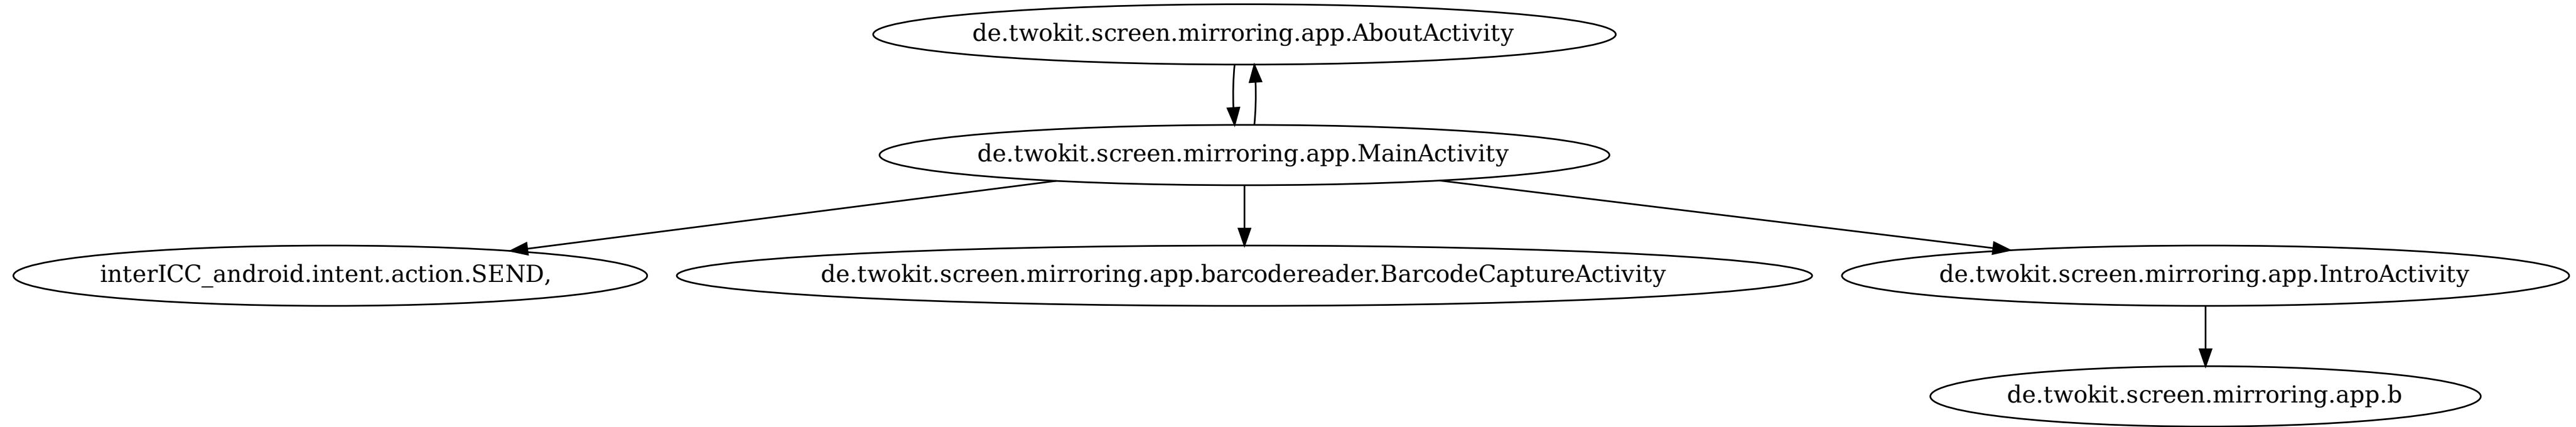 de.twokit.screen.mirroring.app.AboutActivity
de.twokit.screen.mirroring.app.MainActivity
interICC_android.intent.action.SEND,
de.twokit.screen.mirroring.app.barcodereader.BarcodeCaptureActivity
de.twokit.screen.mirroring.app.IntroActivity
de.twokit.screen.mirroring.app.b